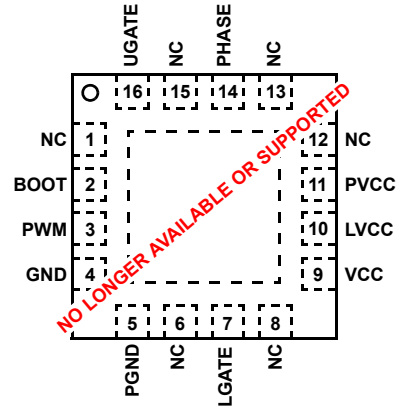 UGATE
NC
PHASE
NC
16 15 14 13
NC 1
12 NC
BOOT 2
11 PVCC
PWM 3
10 LVCC
GND 4
9 VCC
NO LONGER AVAILABLE OR SUPPORTED
5 6 7 8
PGND
NC
LGATE
NC